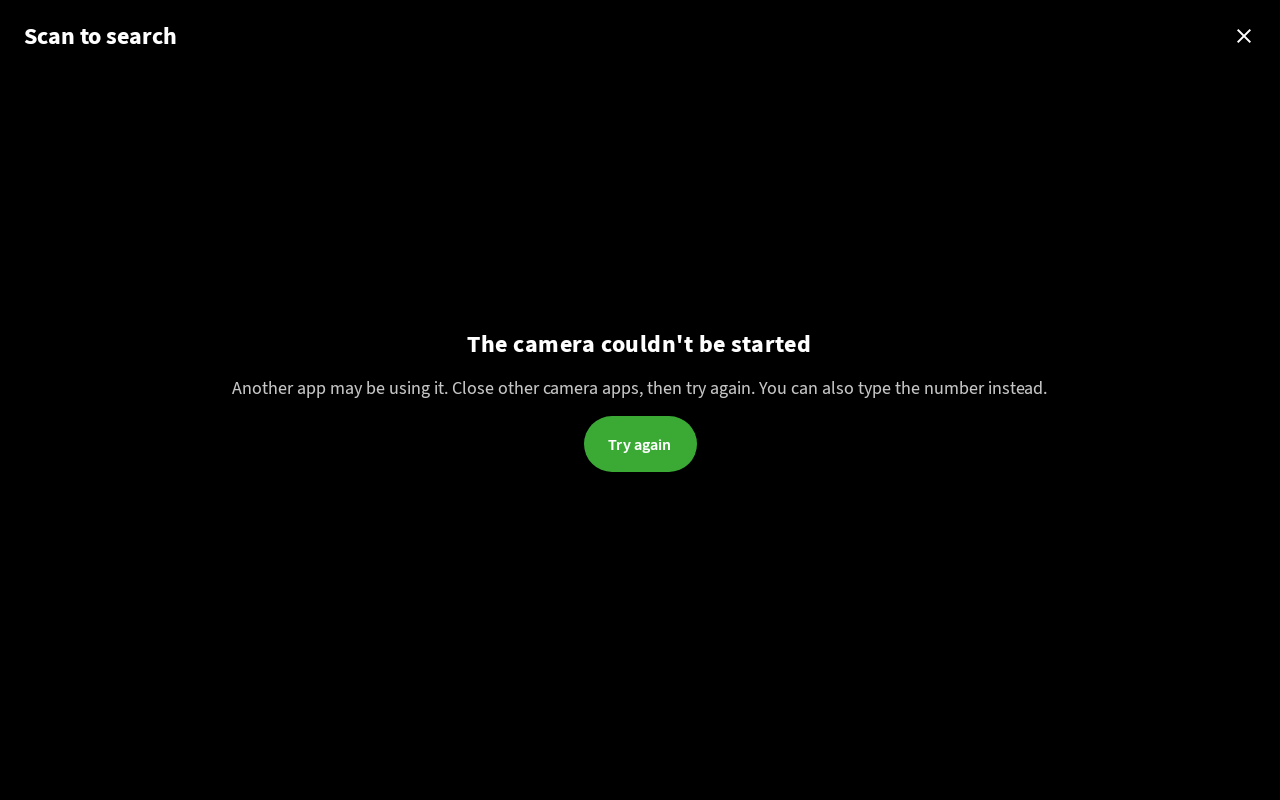 Scan to search
The camera couldn't be started
Another app may be using it. Close other camera apps, then try again. You can also type the number instead.
Try again